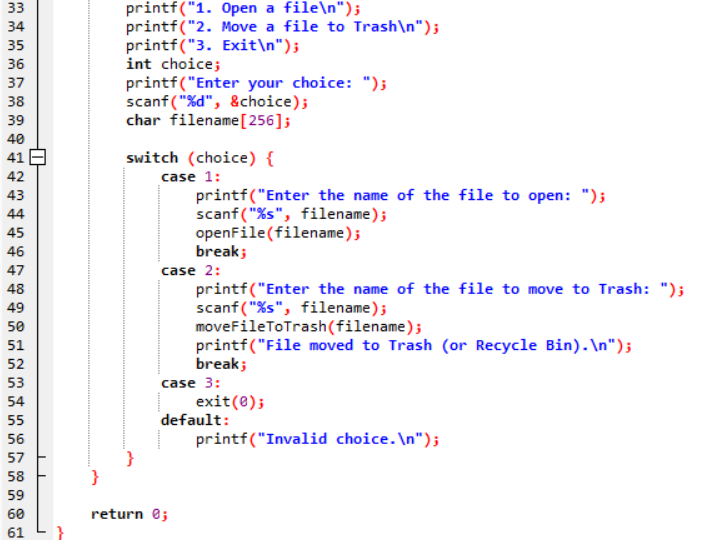 33 printf("1. Open a file\n");
34 printf("2. Move a file to Trash\n");
35 printf("3. Exit\n");
36 int choice;
37 printf("Enter your choice: ");
38 scanf("%d", &choice);
39 char filename[256];
40
41 switch (choice) {
42 case 1:
43 printf("Enter the name of the file to open: ");
44 scanf("%s", filename);
45 openFile(filename);
46 break;
47 case 2:
48 printf("Enter the name of the file to move to Trash: ");
49 scanf("%s", filename);
50 moveFileToTrash(filename);
51 printf("File moved to Trash (or Recycle Bin).\n");
52 break;
53 case 3:
54 exit(0);
55 default:
56 printf("Invalid choice.\n");
57 }
58 }
59
60 return 0;
61 }